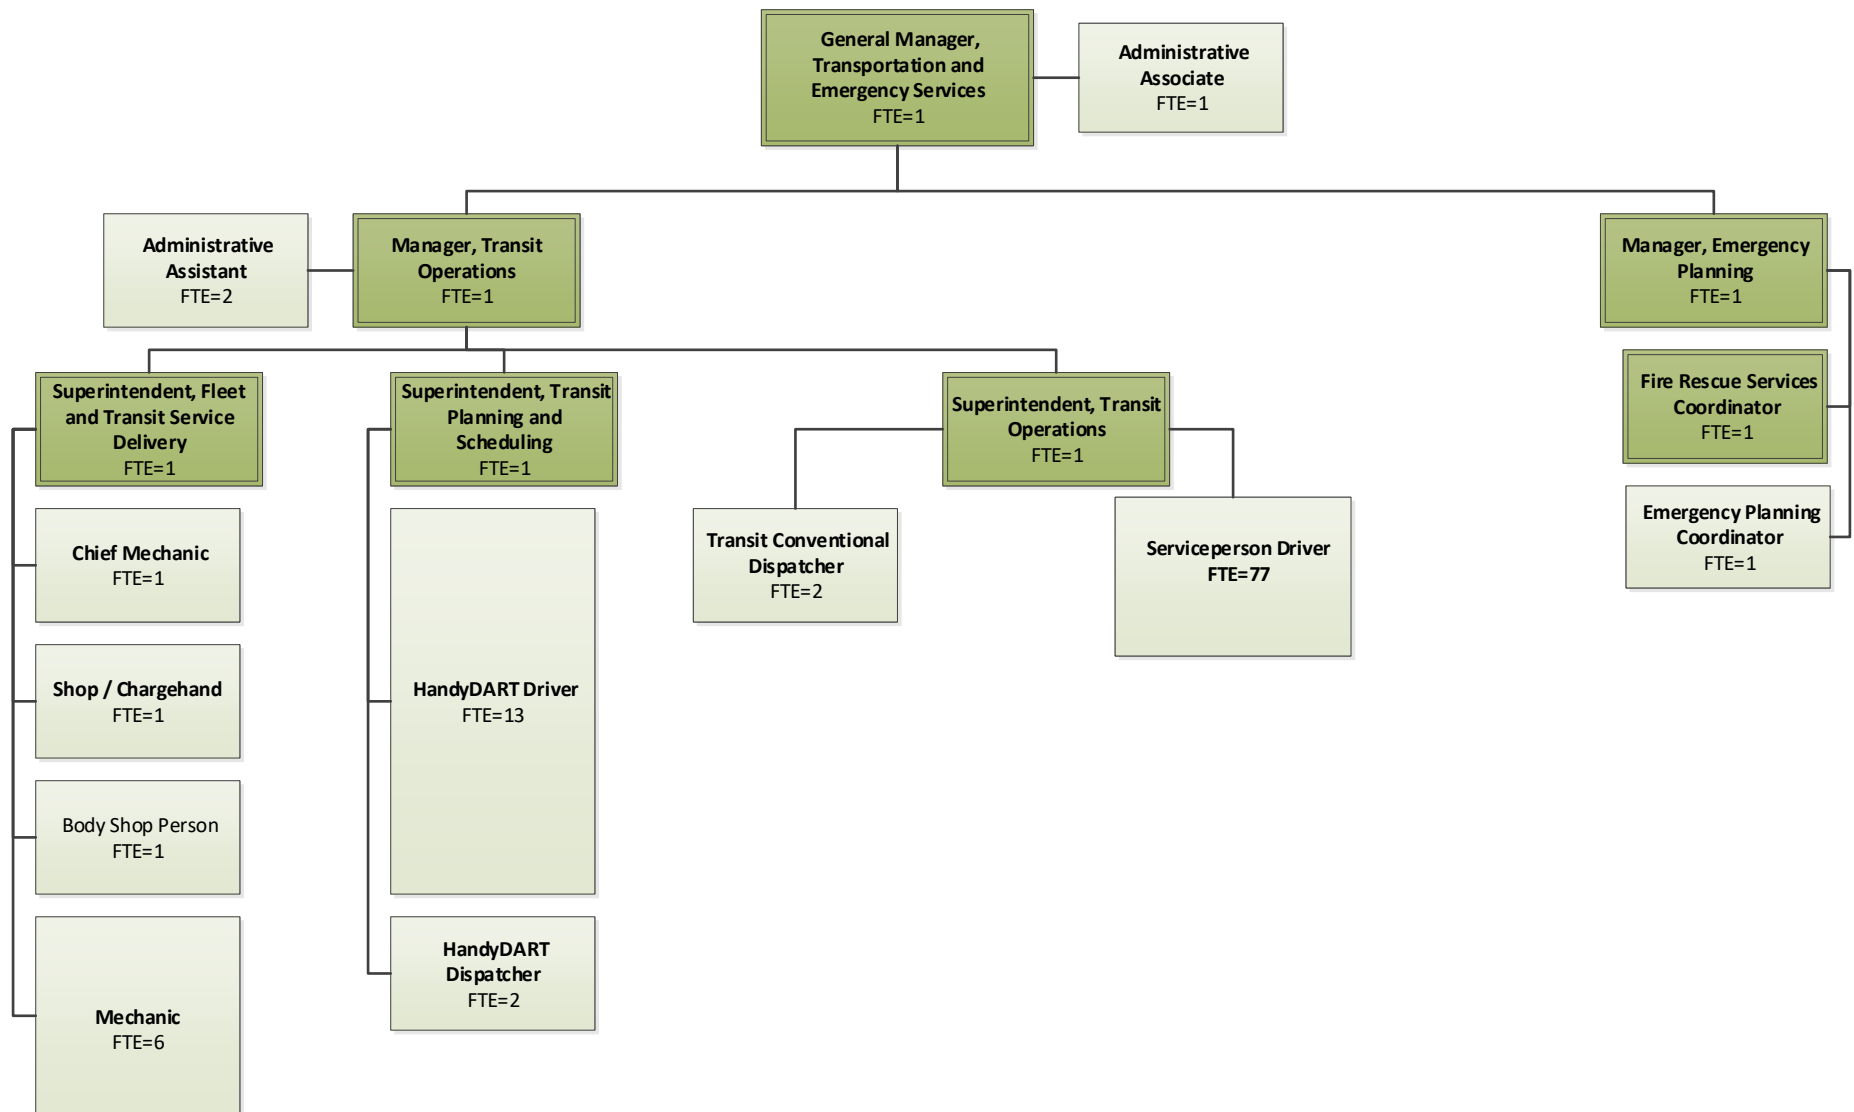 General Manager,
Transportation and
Emergency Services
FTE=1
Administrative
Associate
FTE=1
Administrative
Assistant
FTE=2
Manager, Transit
Operations
FTE=1
Manager, Emergency
Planning
FTE=1
Superintendent, Fleet
and Transit Service
Delivery
FTE=1
Superintendent, Transit
Planning and
Scheduling
FTE=1
Superintendent, Transit
Operations
FTE=1
Fire Rescue Services
Coordinator
FTE=1
Chief Mechanic
FTE=1
Transit Conventional
Dispatcher
FTE=2
Serviceperson Driver
FTE=77
Emergency Planning
Coordinator
FTE=1
Shop / Chargehand
FTE=1
HandyDART Driver
FTE=13
Body Shop Person
FTE=1
HandyDART
Dispatcher
FTE=2
Mechanic
FTE=6